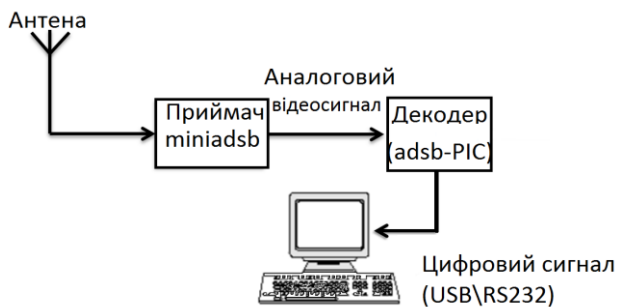 Антена
Аналоговий
відеосигнал
Приймач
miniadsb
Декодер
(adsb-PIC)
Цифровий сигнал
(USB\RS232)